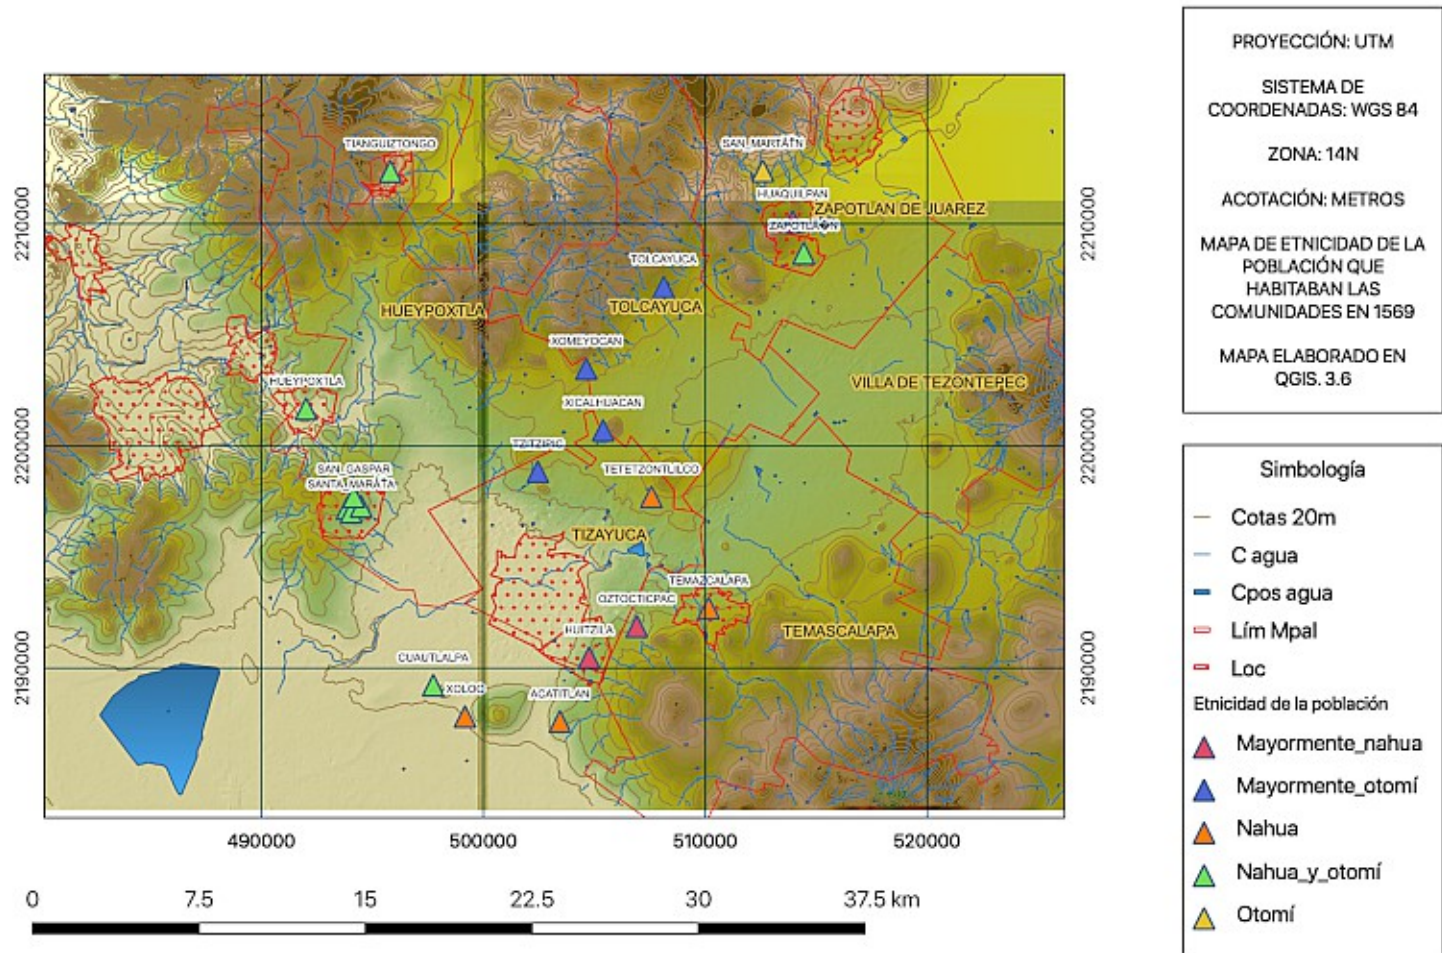 PROYECCIÓN: UTM
SISTEMA DE
COORDENADAS: WGS 84
ZONA: 14N
ACOTACIÓN: METROS
MAPA DE ETNICIDAD DE LA
POBLACIÓN QUE
HABITABAN LAS
COMUNIDADES EN 1569
MAPA ELABORADO EN
QGIS. 3.6
TIANGUIZTONGO
SAN_MARTÃ†N
HUAQUILPAN
ZAPOTLAN DE JUAREZ
ZAPOTLA�N
2210000
2210000
TOLCAYUCA
HUEYPOXTLA
TOLCAYUCA
XOMEYOCAN
HUEYPOXTLA
VILLA DE TEZONTEPEC
XICALHUACAN
2200000
2200000
TZITZIPIC
SAN_GASPAR
TETETZONTLILCO
SANTA_MARÃTA
TIZAYUCA
TEMAZCALAPA
OZTOCTICPAC
HUITZILA
TEMASCALAPA
CUAUTLALPA
2190000
2190000
XOLOC
ACATITLAN
490000
500000
510000
520000
0
7.5
15
22.5
30
37.5 km
Simbología
Cotas 20m
C agua
Cpos agua
Lím Mpal
Loc
Etnicidad de la población
Mayormente_nahua
Mayormente_otomí
Nahua
Nahua_y_otomí
Otomí